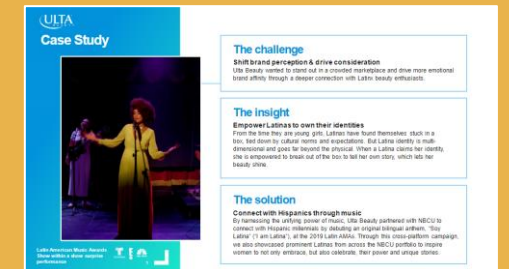 ULTA
BEAUTY
Case Study
Latin American Music Awards
Show within a show surprise
performance
The challenge
Shift brand perception & drive consideration
Ulta Beauty wanted to stand out in a crowded marketplace and drive more emotional
brand affinity through a deeper connection with Latinx beauty enthusiasts.
The insight
Empower Latinas to own their identities
From the time they are young girls, Latinas have found themselves stuck in a
box, tied down by cultural norms and expectations. But Latina identity is multi-
dimensional and goes far beyond the physical. When a Latina claims her identity,
she is empowered to break out of the box to tell her own story, which lets her
beauty shine.
The solution
Connect with Hispanics through music
By harnessing the unifying power of music, Ulta Beauty partnered with NBCU to
connect with Hispanic millennials by debuting an original bilingual anthem, "Soy
Latina" ("I am Latina"), at the 2019 Latin AMAs. Through this cross-platform campaign,
we also showcased prominent Latinas from across the NBCU portfolio to inspire
women to not only embrace, but also celebrate, their power and unique stories.